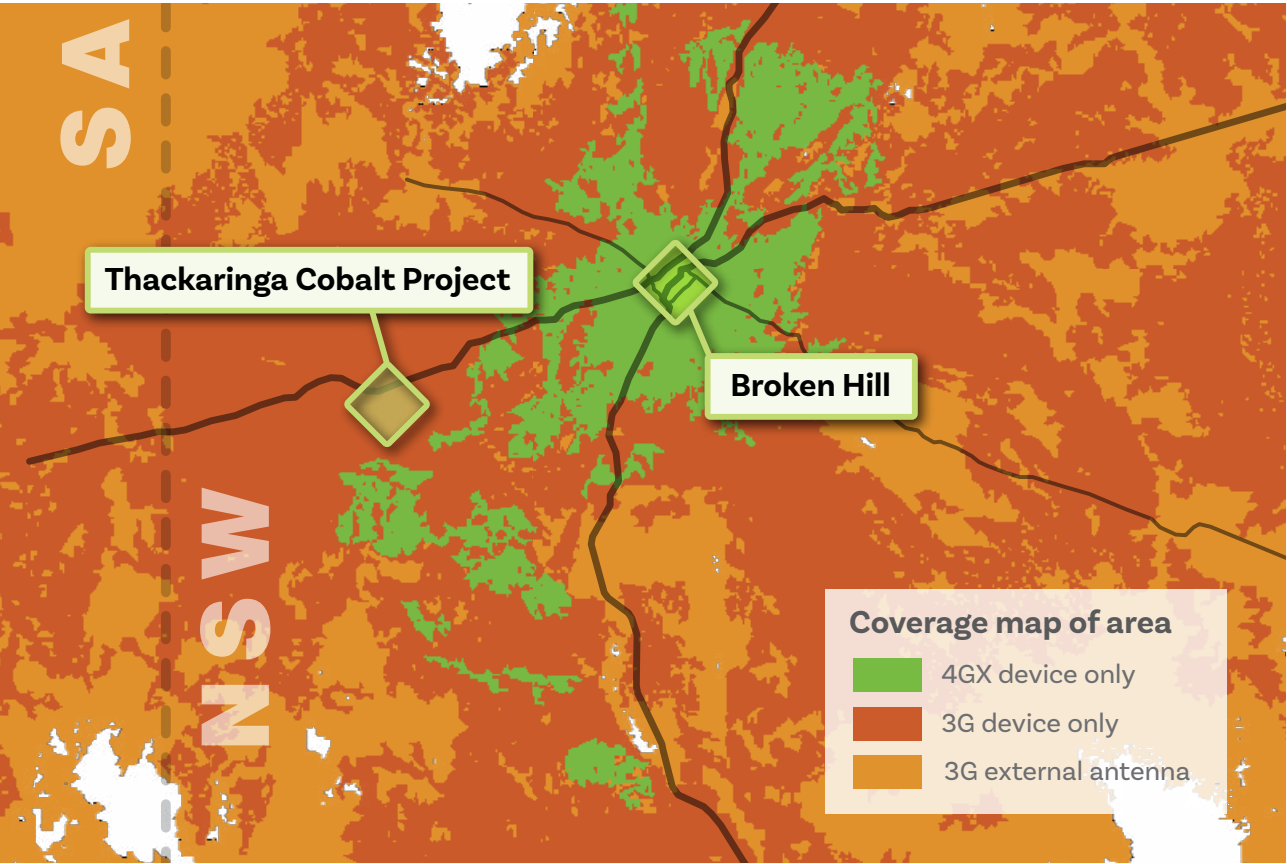 SA
Thackaringa Cobalt Project
Broken Hill
NSW
Coverage map of area
4GX device only
3G device only
3G external antenna